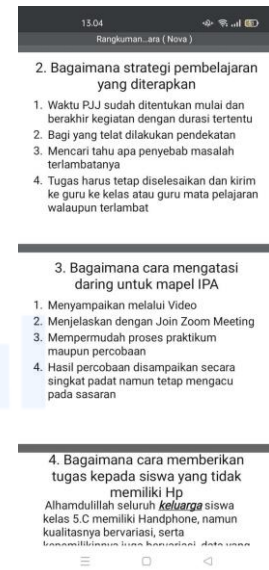 13.04
Rangkuman...ara ( Nova )
2. Bagaimana strategi pembelajaran
yang diterapkan
1. Waktu PJJ sudah ditentukan mulai dan
berakhir kegiatan dengan durasi tertentu
2. Bagi yang telat dilakukan pendekatan
3. Mencari tahu apa penyebab masalah
terlambatanya
4. Tugas harus tetap diselesaikan dan kirim
ke guru ke kelas atau guru mata pelajaran
walaupun terlambat
3. Bagaimana cara mengatasi
daring untuk mapel IPA
1. Menyampaikan melalui Video
2. Menjelaskan dengan Join Zoom Meeting
3. Mempermudah proses praktikum
maupun percobaan
4. Hasil percobaan disampaikan secara
singkat padat namun tetap mengacu
pada sasaran
4. Bagaimana cara memberikan
tugas kepada siswa yang tidak
memiliki Hp
Alhamdulillah seluruh keluarga siswa
kelas 5.C memiliki Handphone, namun
kualitasnya bervariasi, serta
kepemilikinnya juga bervariasi, data yang